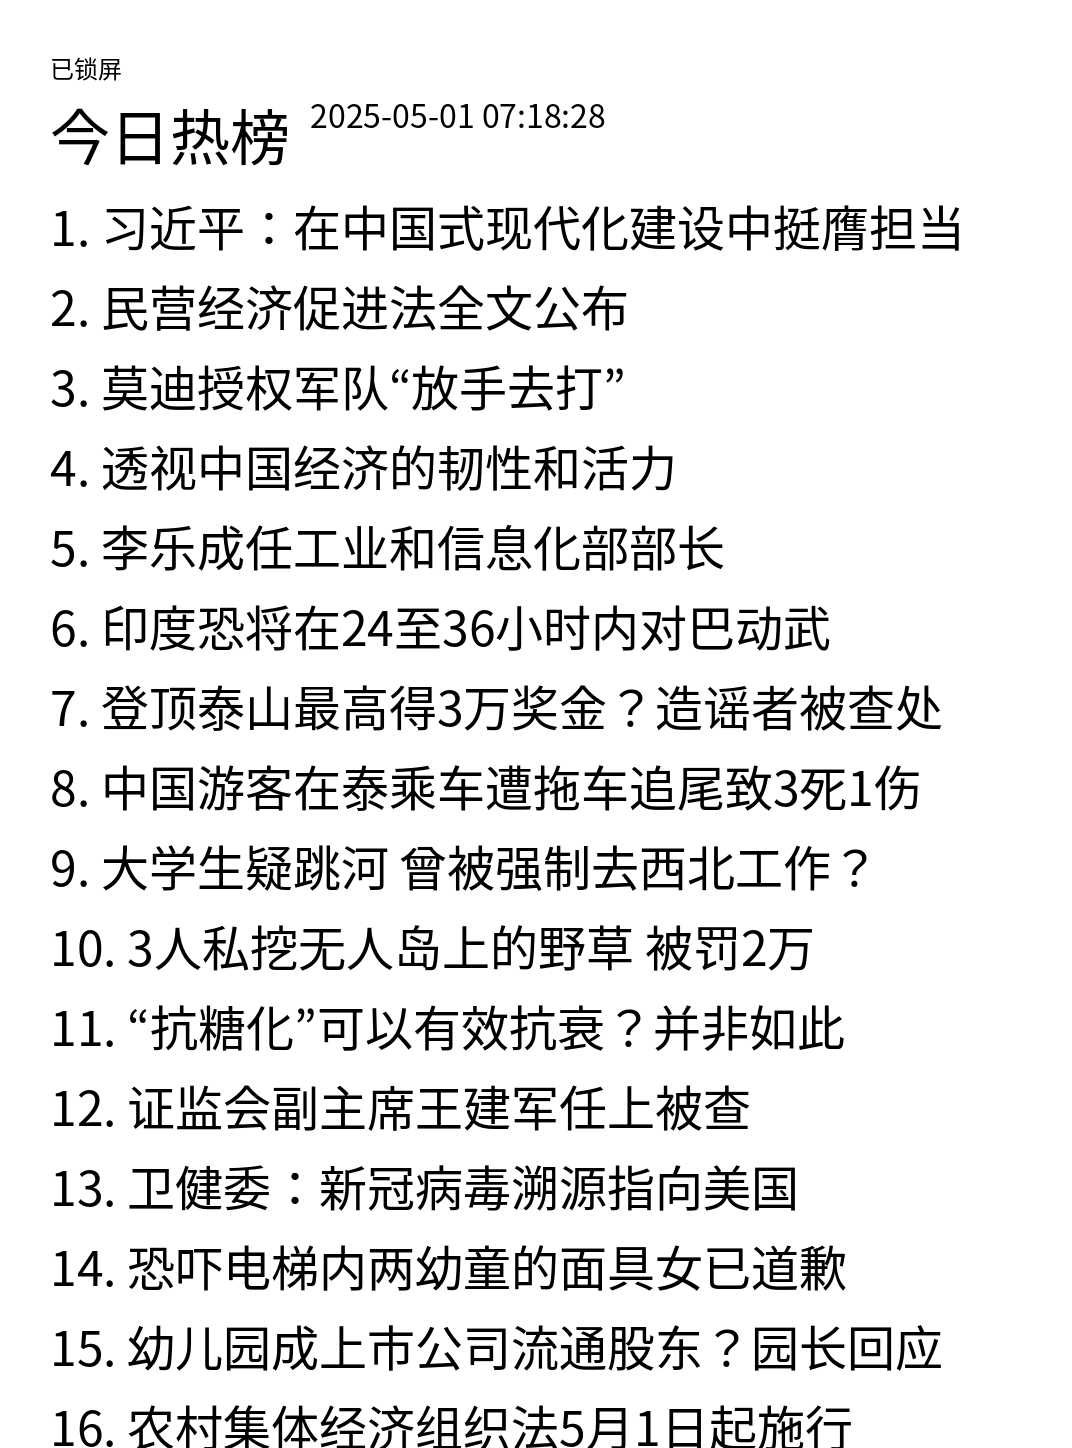 已锁屏
今日热榜 2025-05-01 07:18:28
1. 习近平：在中国式现代化建设中挺膺担当
2. 民营经济促进法全文公布
3. 莫迪授权军队“放手去打”
4. 透视中国经济的韧性和活力
5. 李乐成任工业和信息化部部长
6. 印度恐将在24至36小时内对巴动武
7. 登顶泰山最高得3万奖金？造谣者被查处
8. 中国游客在泰乘车遭拖车追尾致3死1伤
9. 大学生疑跳河 曾被强制去西北工作？
10. 3人私挖无人岛上的野草 被罚2万
11. “抗糖化”可以有效抗衰？并非如此
12. 证监会副主席王建军任上被查
13. 卫健委：新冠病毒溯源指向美国
14. 恐吓电梯内两幼童的面具女已道歉
15. 幼儿园成上市公司流通股东？园长回应
16. 农村集体经济组织法5月1日起施行